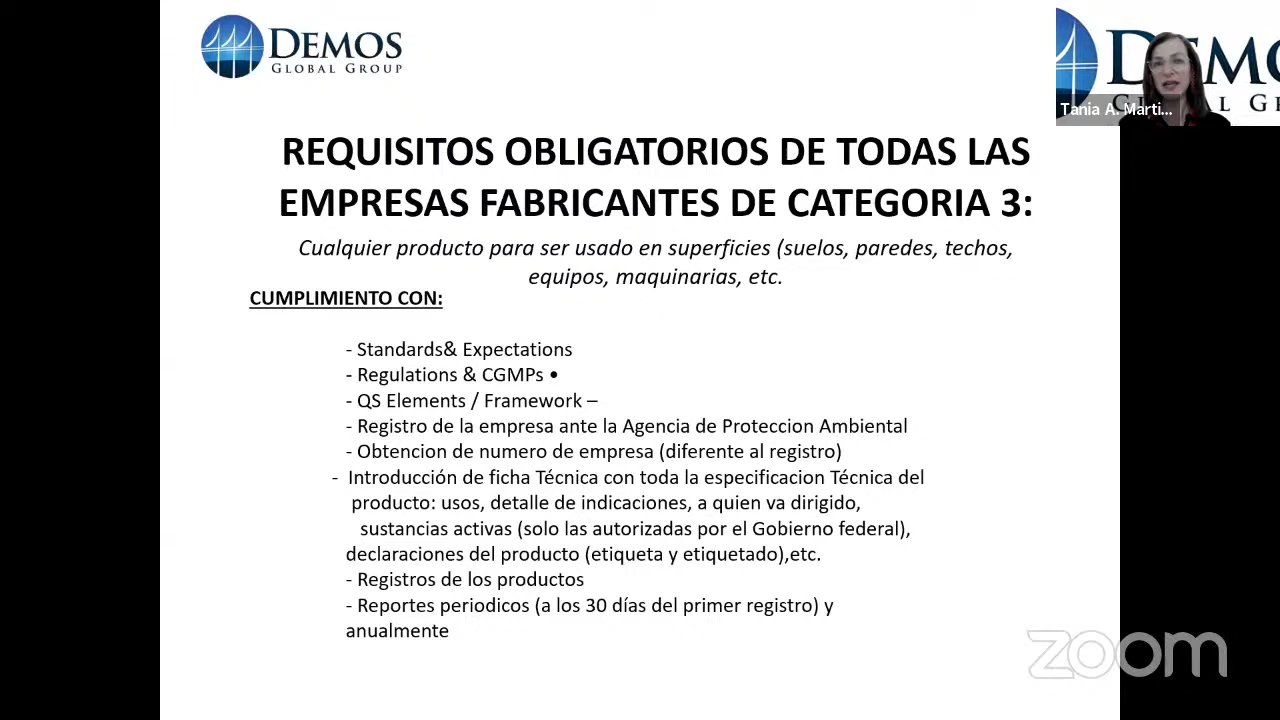 DEMOS
GLOBAL GROUP
Tania A. Marti...
REQUISITOS OBLIGATORIOS DE TODAS LAS
EMPRESAS FABRICANTES DE CATEGORIA 3:
Cualquier producto para ser usado en superficies (suelos, paredes, techos,
equipos, maquinarias, etc.
CUMPLIMIENTO CON:
- Standards& Expectations
- Regulations & CGMPs •
- QS Elements / Framework –
- Registro de la empresa ante la Agencia de Proteccion Ambiental
- Obtencion de numero de empresa (diferente al registro)
- Introducción de ficha Técnica con toda la especificacion Técnica del
producto: usos, detalle de indicaciones, a quien va dirigido,
sustancias activas (solo las autorizadas por el Gobierno federal),
declaraciones del producto (etiqueta y etiquetado),etc.
- Registros de los productos
- Reportes periodicos (a los 30 días del primer registro) y
anualmente
zoom